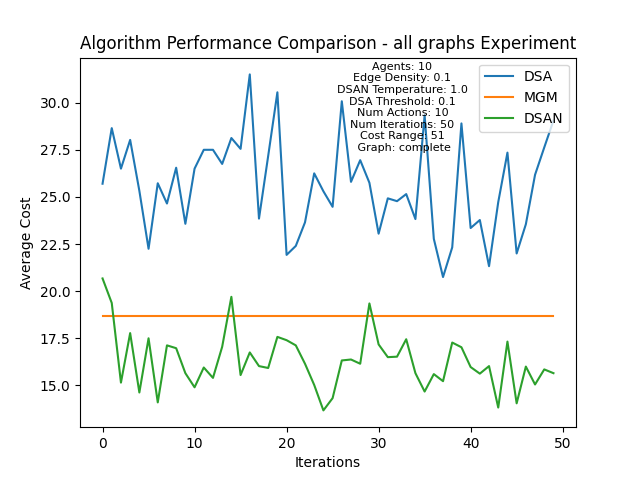 Algorithm Performance Comparison - all graphs Experiment
Agents: 10
Edge Density: 0.1
DSAN Temperature: 1.0
DSA Threshold: 0.1
Num Actions: 10
Num Iterations: 50
Cost Range: 51
Graph: complete
DSA
MGM
DSAN
Average Cost
30.0
27.5
25.0
22.5
20.0
17.5
15.0
0 10 20 30 40 50
Iterations